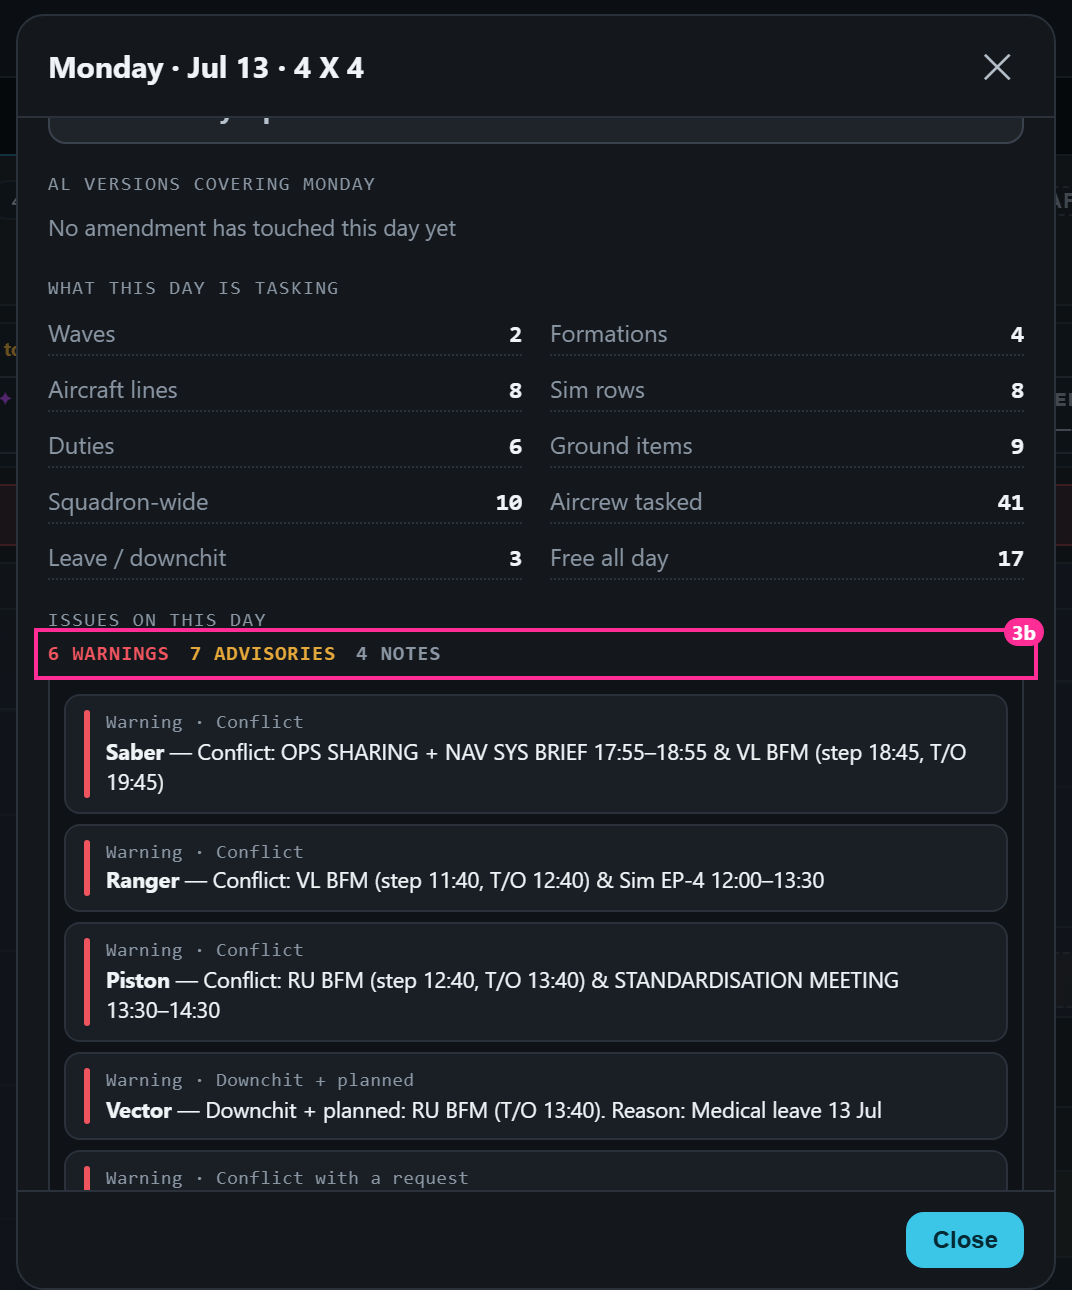 Monday · Jul 13 · 4 X 4
AL VERSIONS COVERING MONDAY
No amendment has touched this day yet
WHAT THIS DAY IS TASKING
Waves 2 Formations 4
Aircraft lines 8 Sim rows 8
Duties 6 Ground items 9
Squadron-wide 10 Aircrew tasked 41
Leave / downchit 3 Free all day 17
ISSUES ON THIS DAY
3b
6 WARNINGS 7 ADVISORIES 4 NOTES
Warning · Conflict
Saber — Conflict: OPS SHARING + NAV SYS BRIEF 17:55–18:55 & VL BFM (step 18:45, T/O
19:45)
Warning · Conflict
Ranger — Conflict: VL BFM (step 11:40, T/O 12:40) & Sim EP-4 12:00–13:30
Warning · Conflict
Piston — Conflict: RU BFM (step 12:40, T/O 13:40) & STANDARDISATION MEETING
13:30–14:30
Warning · Downchit + planned
Vector — Downchit + planned: RU BFM (T/O 13:40). Reason: Medical leave 13 Jul
Warning · Conflict with a request
Close